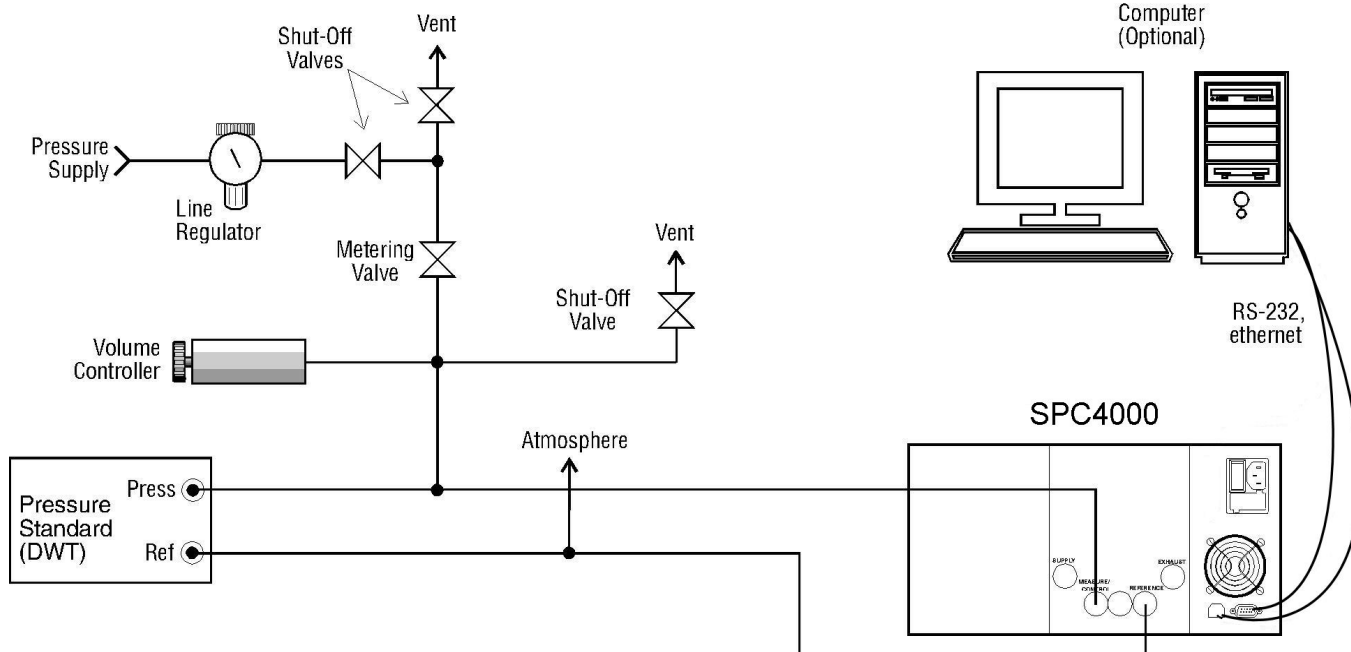 Vent
Shut-Off
Valves
Computer
(Optional)
Pressure
Supply
Line
Regulator
Metering
Valve
Vent
Shut-Off
Valve
RS-232,
ethernet
Volume
Controller
SPC4000
Atmosphere
Press
Pressure
Standard
(DWT)
Ref
SUPPLY
MEASURE/
CONTROL
REFERENCE
EXHAUST